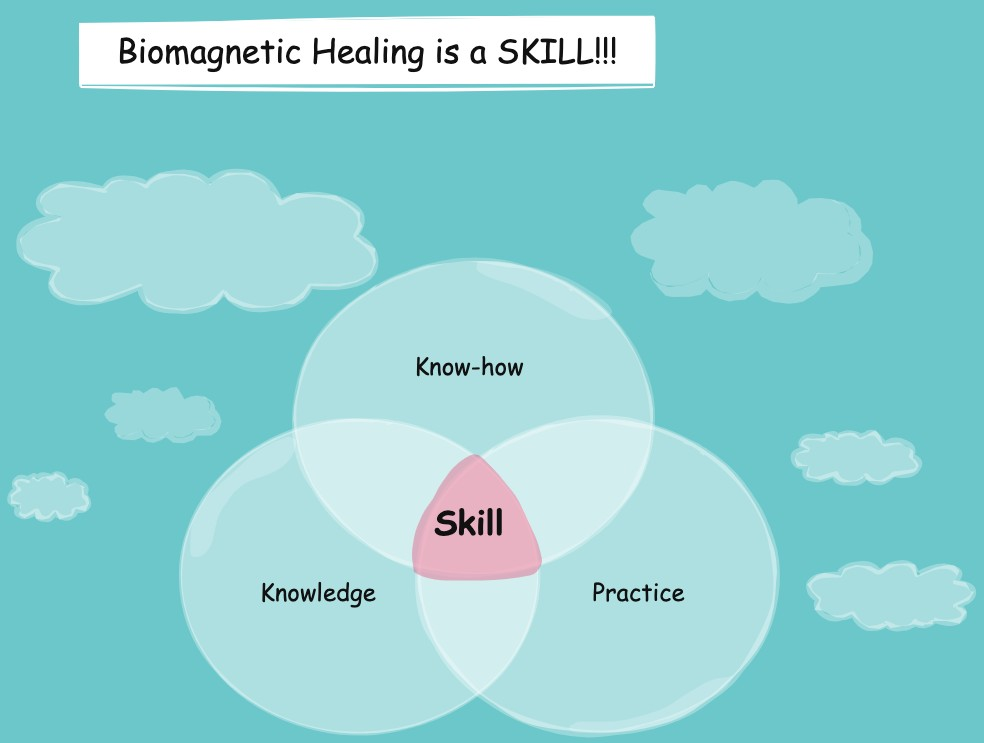 Biomagnetic Healing is a SKILL!!!
Know-how
Skill
Knowledge
Practice